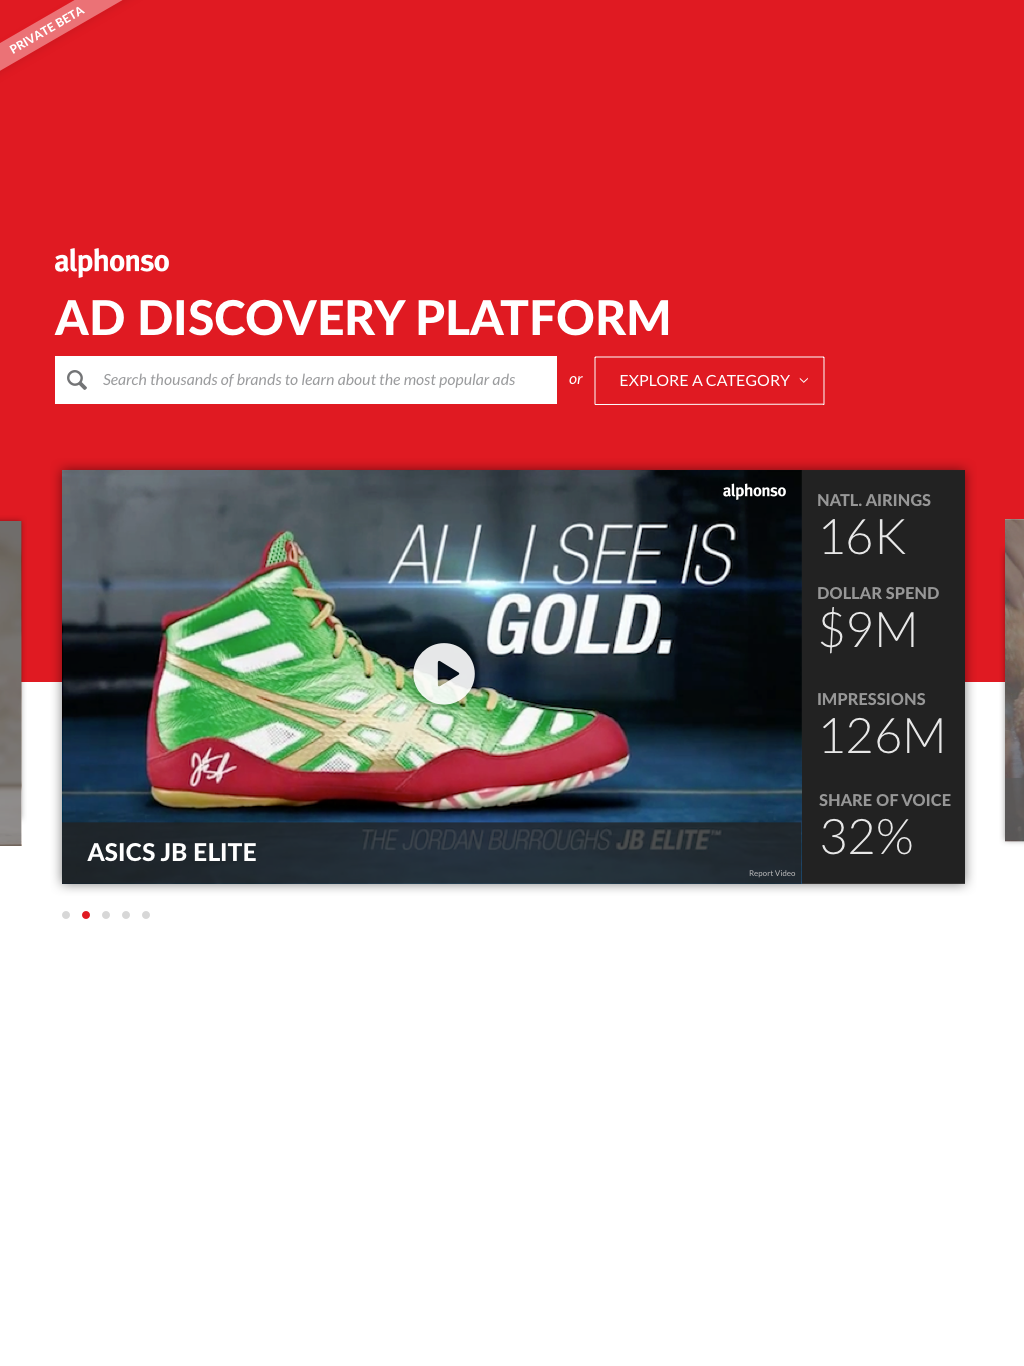 PRIVATE BETA
alphonso
AD DISCOVERY PLATFORM
Search thousands of brands to learn about the most popular ads
or
EXPLORE A CATEGORY
alphonso
ALL I SEE IS
GOLD.
THE JORDAN BURROUGHS JB ELITE™
ASICS JB ELITE
Report Video
NATL. AIRINGS
16K
DOLLAR SPEND
$9M
IMPRESSIONS
126M
SHARE OF VOICE
32%